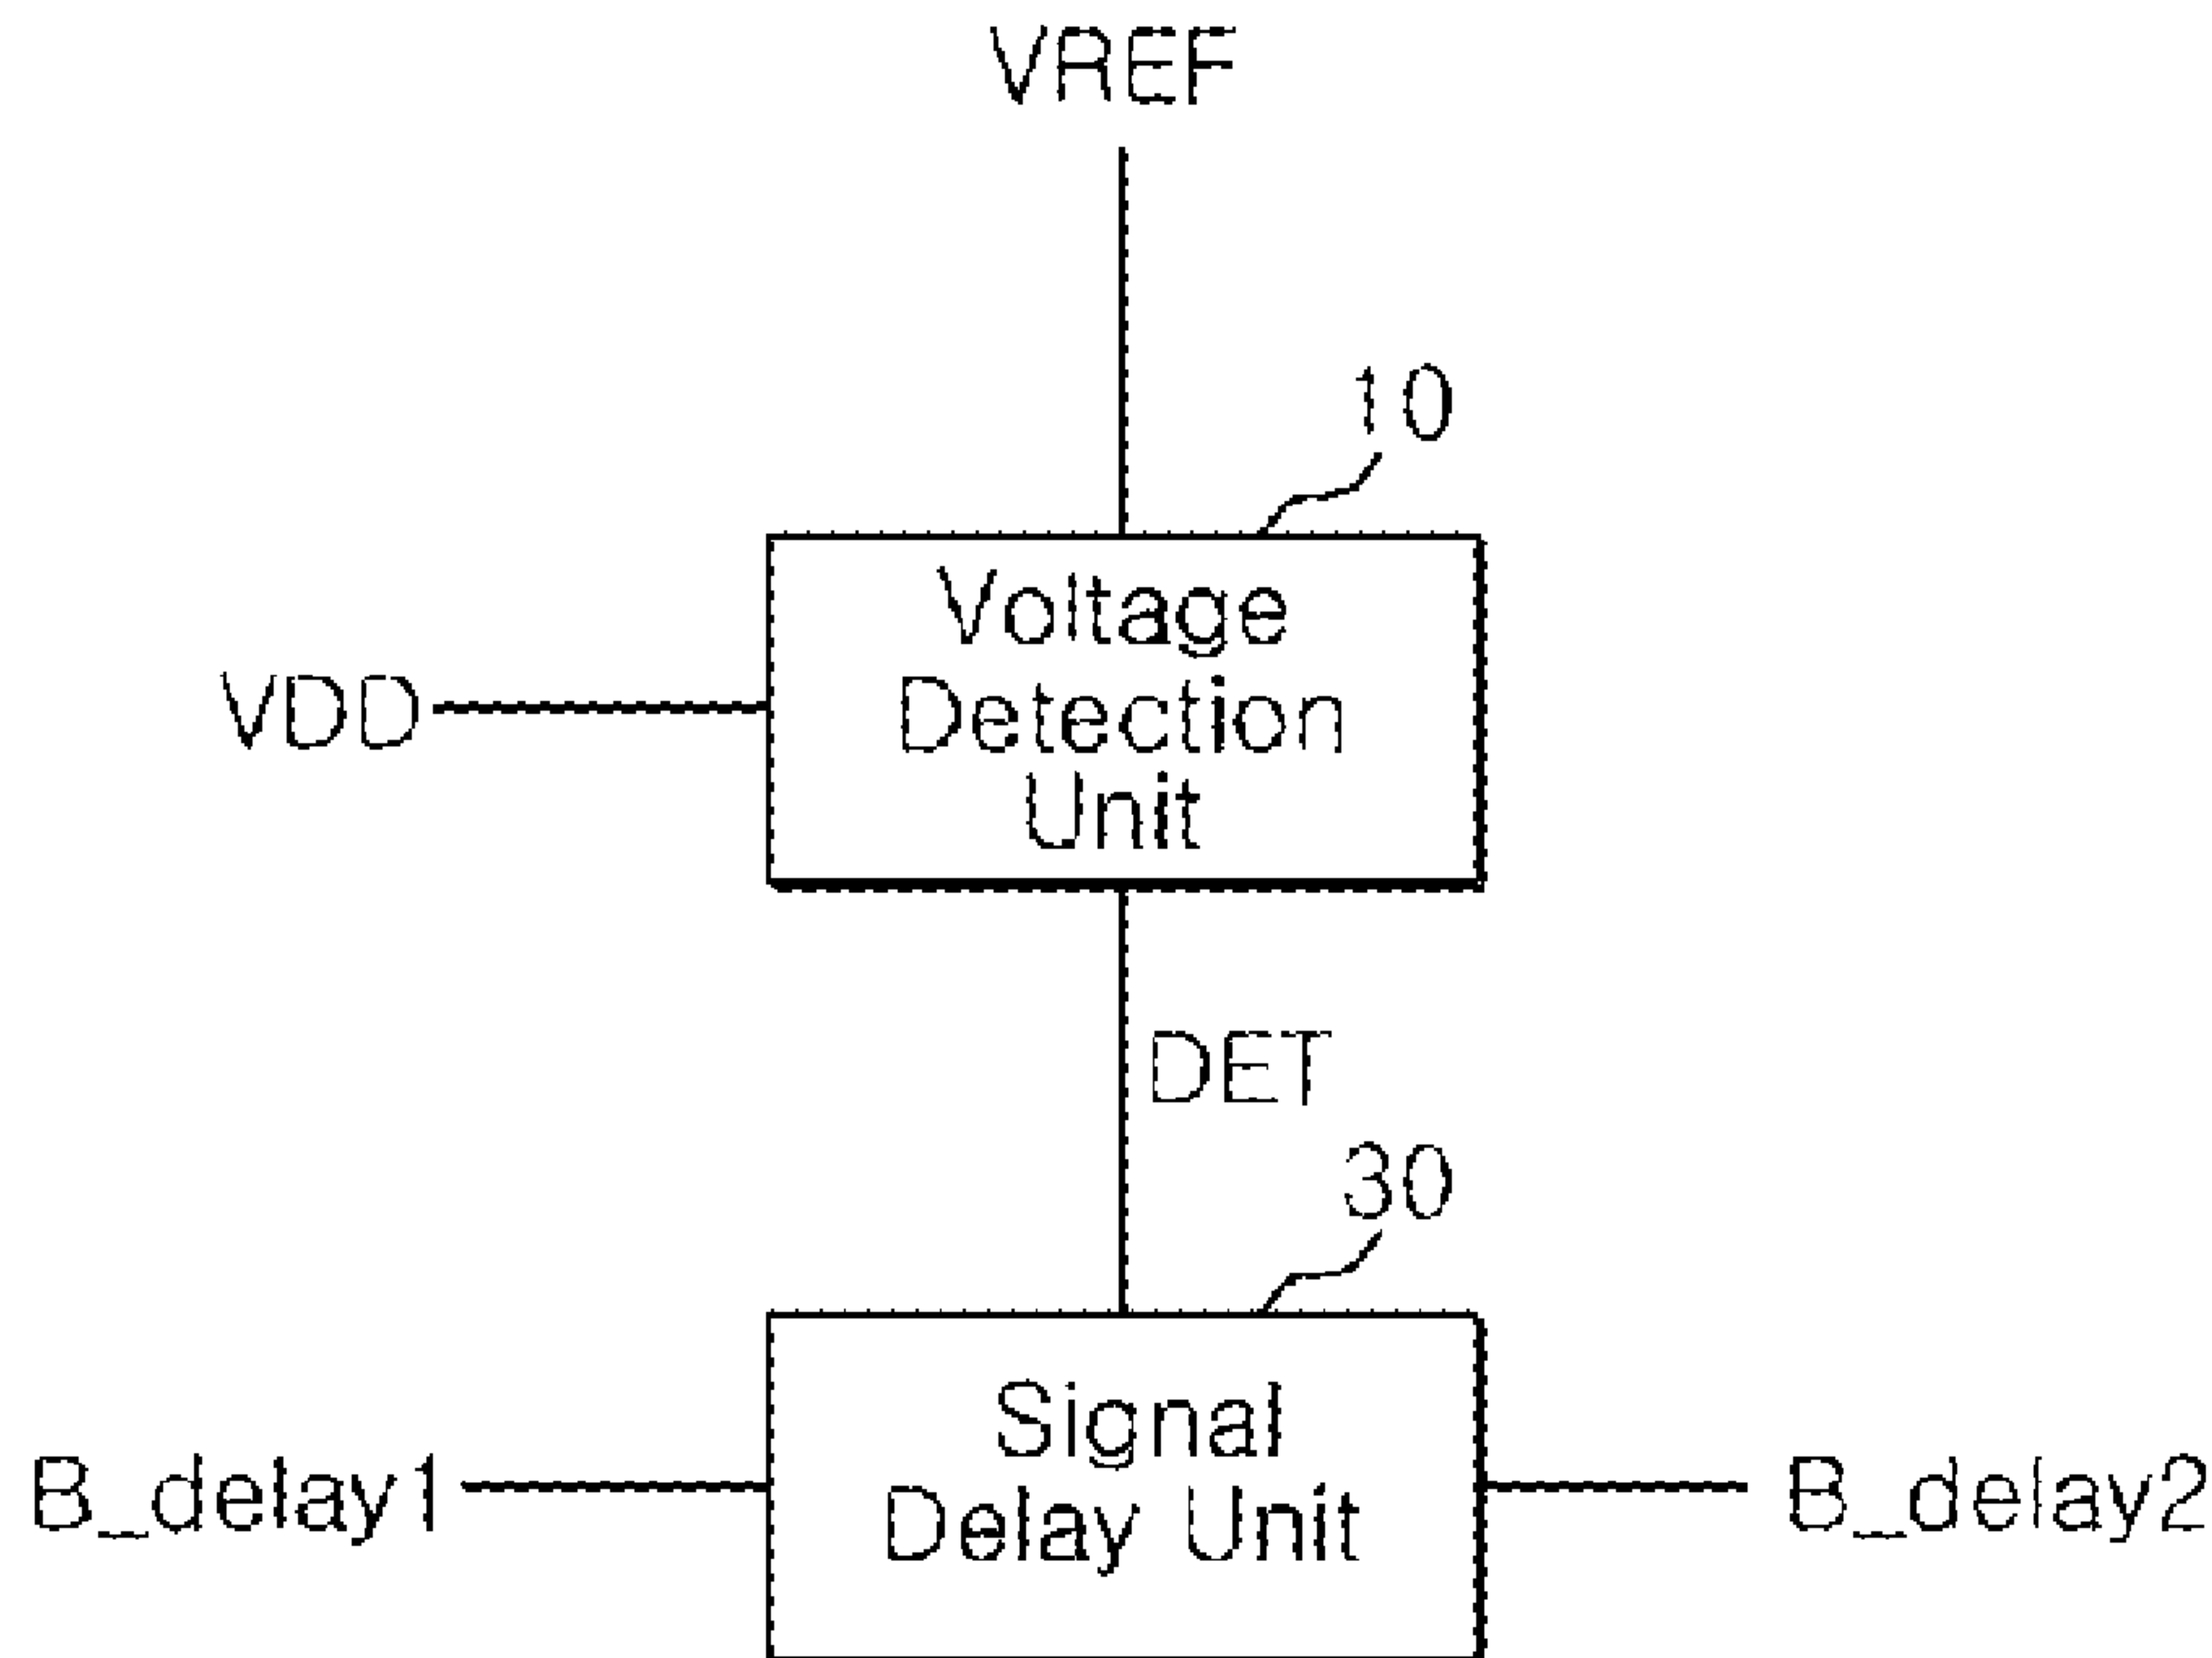 VREF
10
Voltage
Detection
Unit
VDD
DET
30
Signal
Delay Unit
B_delay1
B_delay2